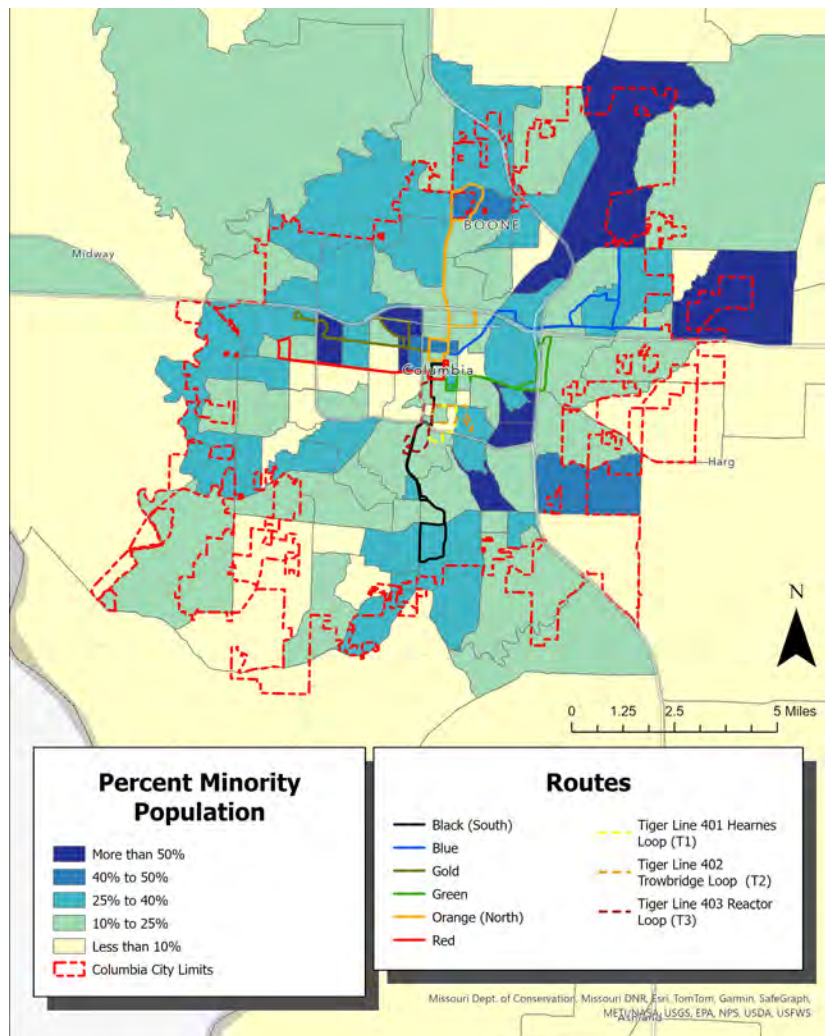 Midway
BOONE
Columbia
Harg
N
0 1.25 2.5 5 Miles
Percent Minority
Population
More than 50%
40% to 50%
25% to 40%
10% to 25%
Less than 10%
Columbia City Limits
Routes
Black (South)
Blue
Gold
Green
Orange (North)
Red
Tiger Line 401 Hearnes
Loop (T1)
Tiger Line 402
Trowbridge Loop (T2)
Tiger Line 403 Reactor
Loop (T3)
Missouri Dept. of Conservation, Missouri DNR, Esri, TomTom, Garmin, SafeGraph,
METI/NASA, USGS, EPA, NPS, USDA, USFWS
Ashland